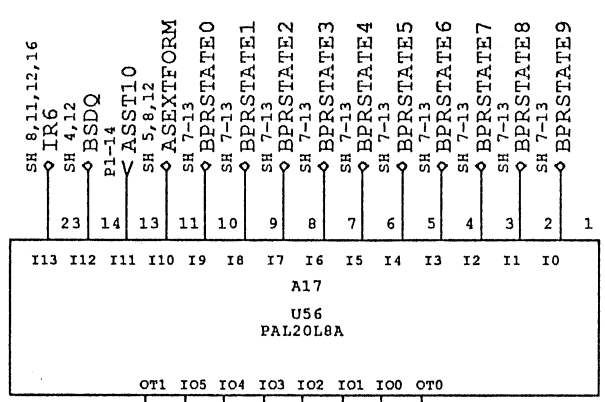 SH 8,11,12,16
IR6
SH 4,12
BSDQ
P1-14
ASST10
SH 5,8,12
ASEXTFORM
SH 7-13
BPRSTATE0
SH 7-13
BPRSTATE1
SH 7-13
BPRSTATE2
SH 7-13
BPRSTATE3
SH 7-13
BPRSTATE4
SH 7-13
BPRSTATE5
SH 7-13
BPRSTATE6
SH 7-13
BPRSTATE7
SH 7-13
BPRSTATE8
SH 7-13
BPRSTATE9
23 14 13 11 10 9 8 7 6 5 4 3 2 1
I13 I12 I11 I10 I9 I8 I7 I6 I5 I4 I3 I2 I1 I0
A17
U56
PAL20L8A
OT1 IO5 IO4 IO3 IO2 IO1 IO0 OT0